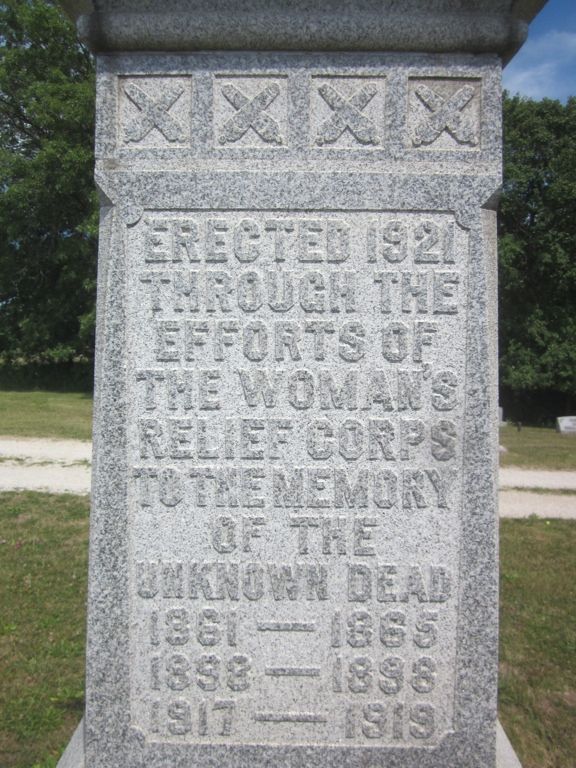 ERECTED 1921
THROUGH THE
EFFORTS OF
THE WOMAN'S
RELIEF CORPS
TO THE MEMORY
OF THE
UNKNOWN DEAD
1861 — 1865
1898 — 1898
1917 — 1919